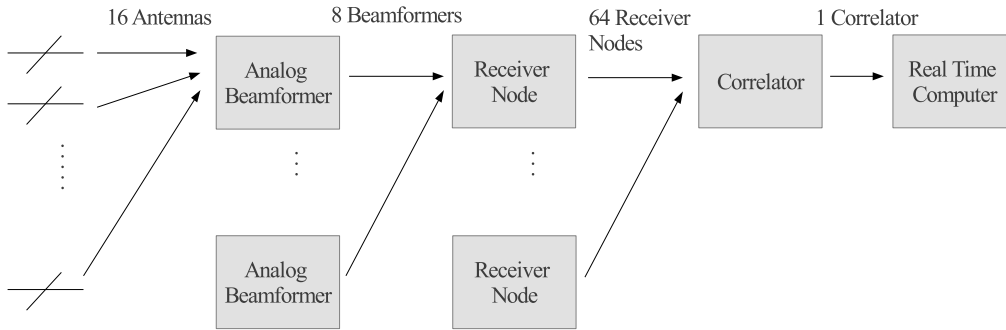 16 Antennas
8 Beamformers
64 Receiver
Nodes
1 Correlator
Analog
Beamformer
Receiver
Node
Correlator
Real Time
Computer
Analog
Beamformer
Receiver
Node